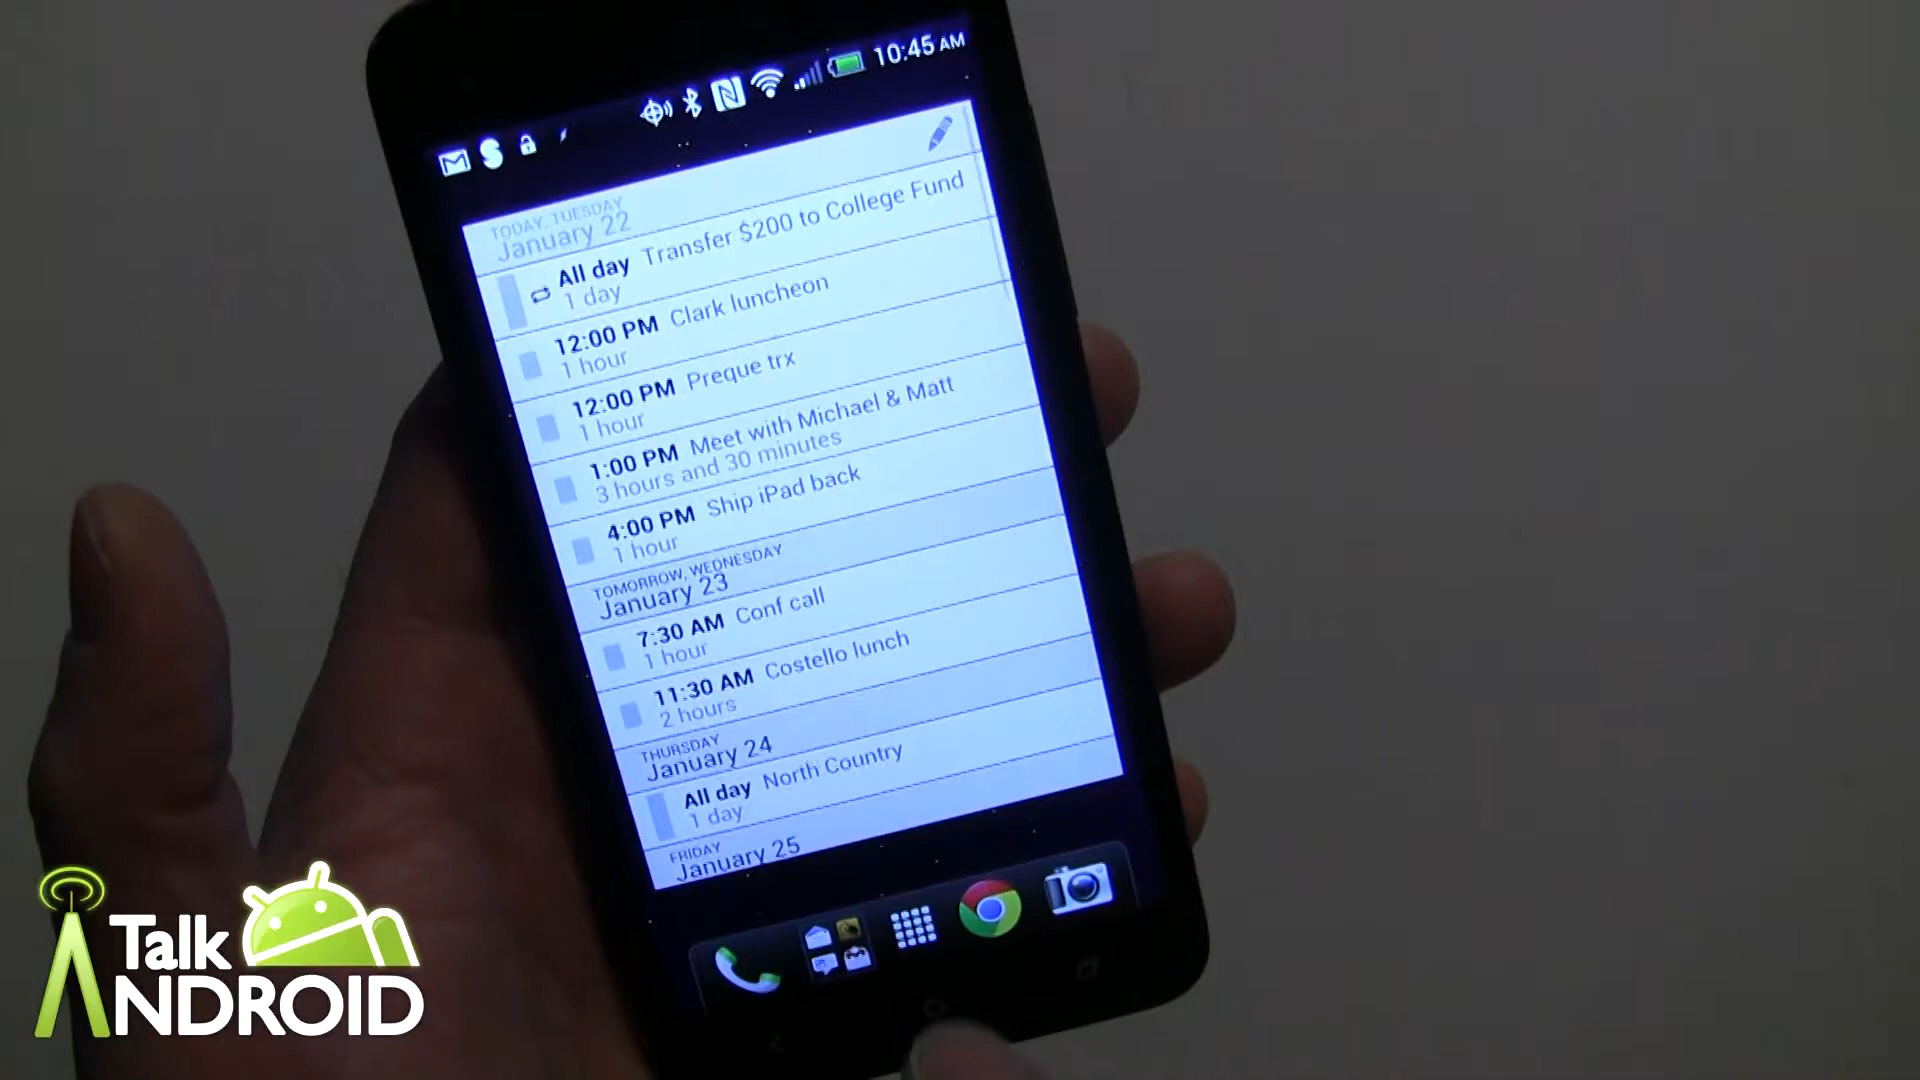 10:45 AM
TODAY, TUESDAY
January 22
All day Transfer $200 to College Fund
1 day
12:00 PM Clark luncheon
1 hour
12:00 PM Preque trx
1 hour
1:00 PM Meet with Michael & Matt
3 hours and 30 minutes
4:00 PM Ship iPad back
1 hour
TOMORROW, WEDNESDAY
January 23
7:30 AM Conf call
1 hour
11:30 AM Costello lunch
2 hours
THURSDAY
January 24
All day North Country
1 day
FRIDAY
January 25
Talk
ANDROID